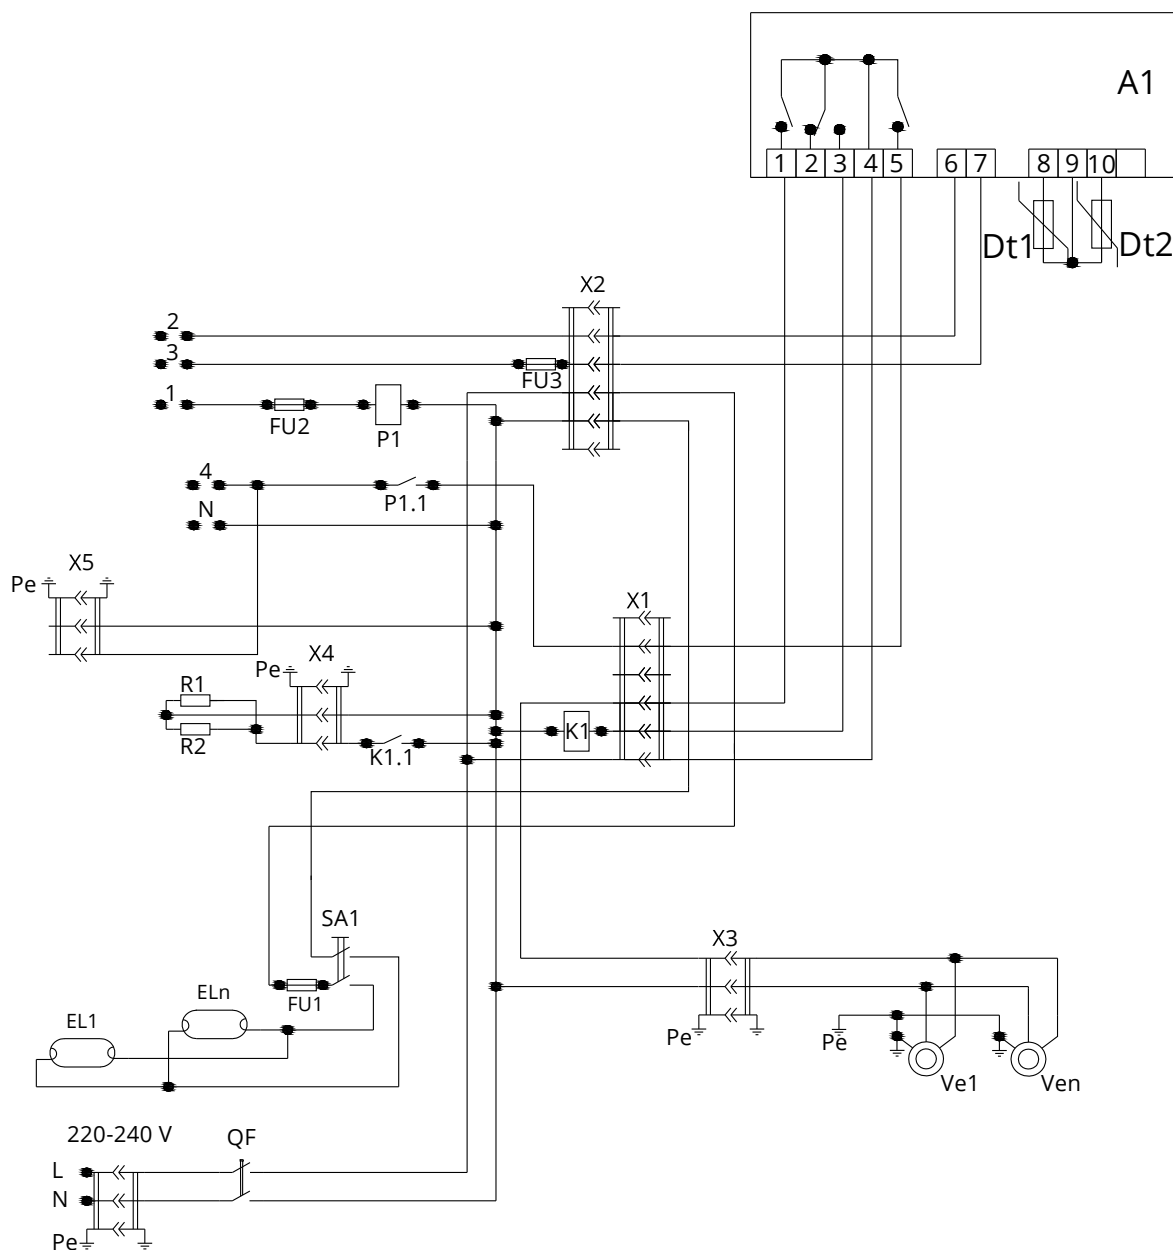 A1
1 2 3 4 5 6 7 8 9 10
Dt1 Dt2
X2
2
3
FU3
1
FU2
P1
4
P1.1
N
X5
Pe
X1
X4
Pe
R1
R2
K1
K1.1
SA1
FU1
ELn
EL1
X3
Pe
Pe
Ve1
Ven
220-240 V
QF
L
N
Pe